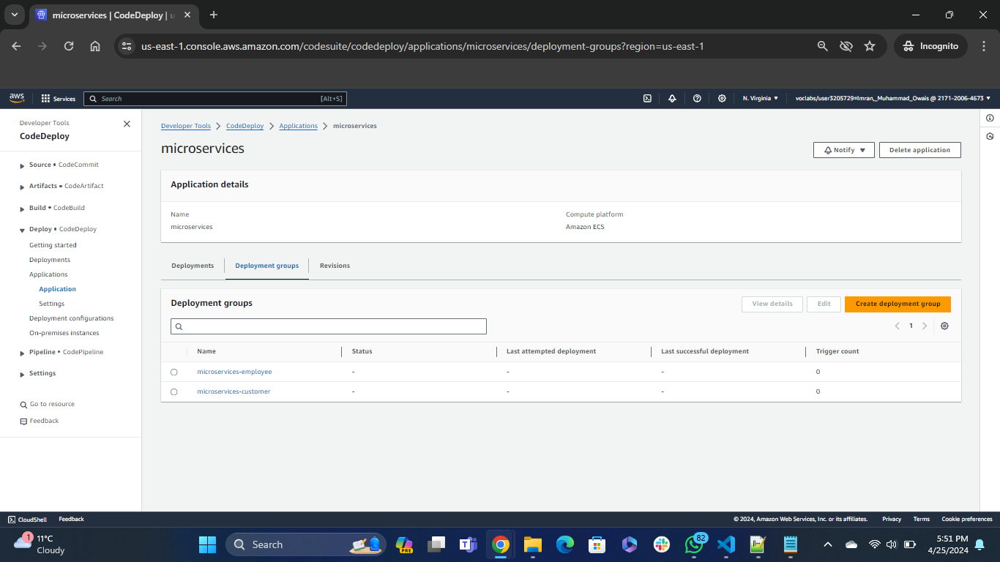 microservices | CodeDeploy | u
us-east-1.console.aws.amazon.com/codesuite/codedeploy/applications/microservices/deployment-groups?region=us-east-1
Incognito
aws
Services
Search
[Alt+S]
N. Virginia
voclabs/user3205729=Imran,_Muhammad_Owais @ 2171-2006-4673
Developer Tools
CodeDeploy
Source • CodeCommit
Artifacts • CodeArtifact
Build • CodeBuild
Deploy • CodeDeploy
Getting started
Deployments
Applications
Application
Settings
Deployment configurations
On-premises instances
Pipeline • CodePipeline
Settings
Go to resource
Feedback
Developer Tools > CodeDeploy > Applications > microservices
microservices
Notify
Delete application
Application details
Name
microservices
Compute platform
Amazon ECS
Deployments
Deployment groups
Revisions
Deployment groups
View details
Edit
Create deployment group
1
Name Status Last attempted deployment Last successful deployment Trigger count
microservices-employee - - - 0
microservices-customer - - - 0
CloudShell
Feedback
© 2024, Amazon Web Services, Inc. or its affiliates.
Privacy
Terms
Cookie preferences
1
11°C
Cloudy
Search
PRE
82
5:51 PM
4/25/2024